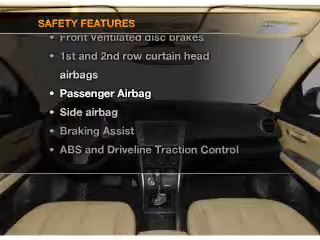 SAFETY FEATURES
• Front ventilated disc brakes
• 1st and 2nd row curtain head
airbags
• Passenger Airbag
• Side airbag
• Braking Assist
• ABS and Driveline Traction Control